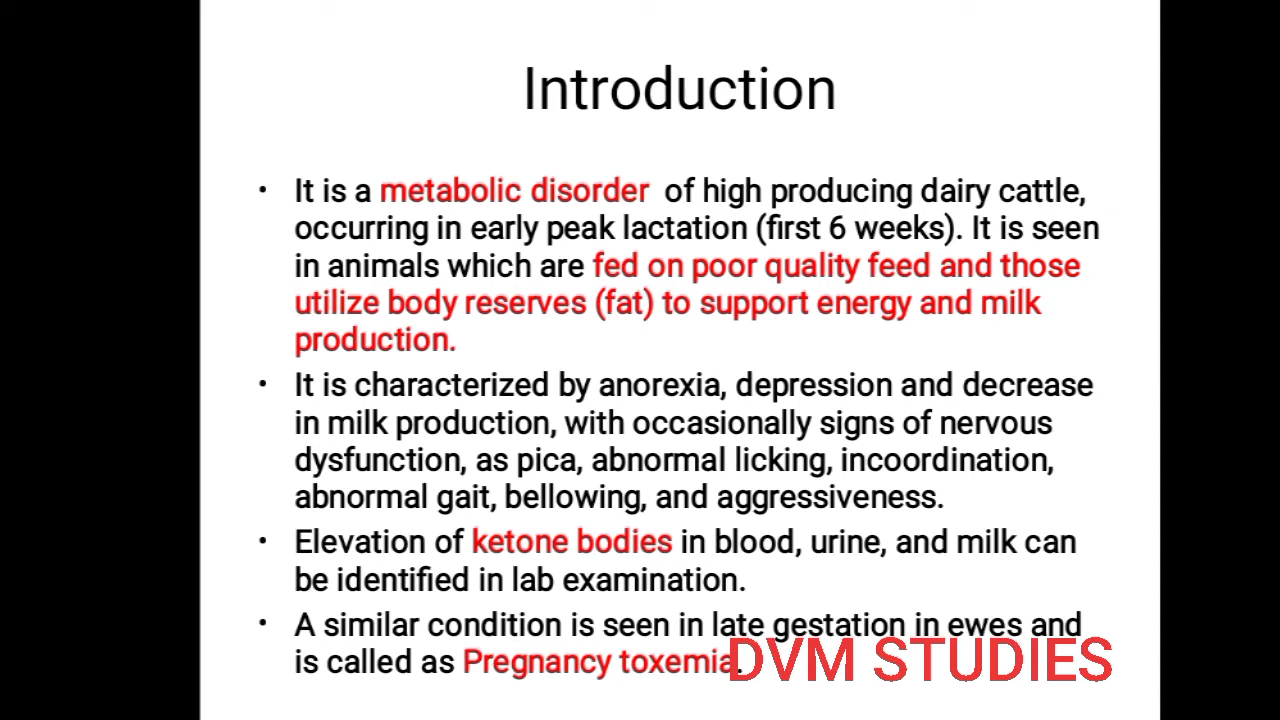 Introduction
• It is a metabolic disorder of high producing dairy cattle,
occurring in early peak lactation (first 6 weeks). It is seen
in animals which are fed on poor quality feed and those
utilize body reserves (fat) to support energy and milk
production.
• It is characterized by anorexia, depression and decrease
in milk production, with occasionally signs of nervous
dysfunction, as pica, abnormal licking, incoordination,
abnormal gait, bellowing, and aggressiveness.
• Elevation of ketone bodies in blood, urine, and milk can
be identified in lab examination.
• A similar condition is seen in late gestation in ewes and
is called as Pregnancy toxemia.
DVM STUDIES